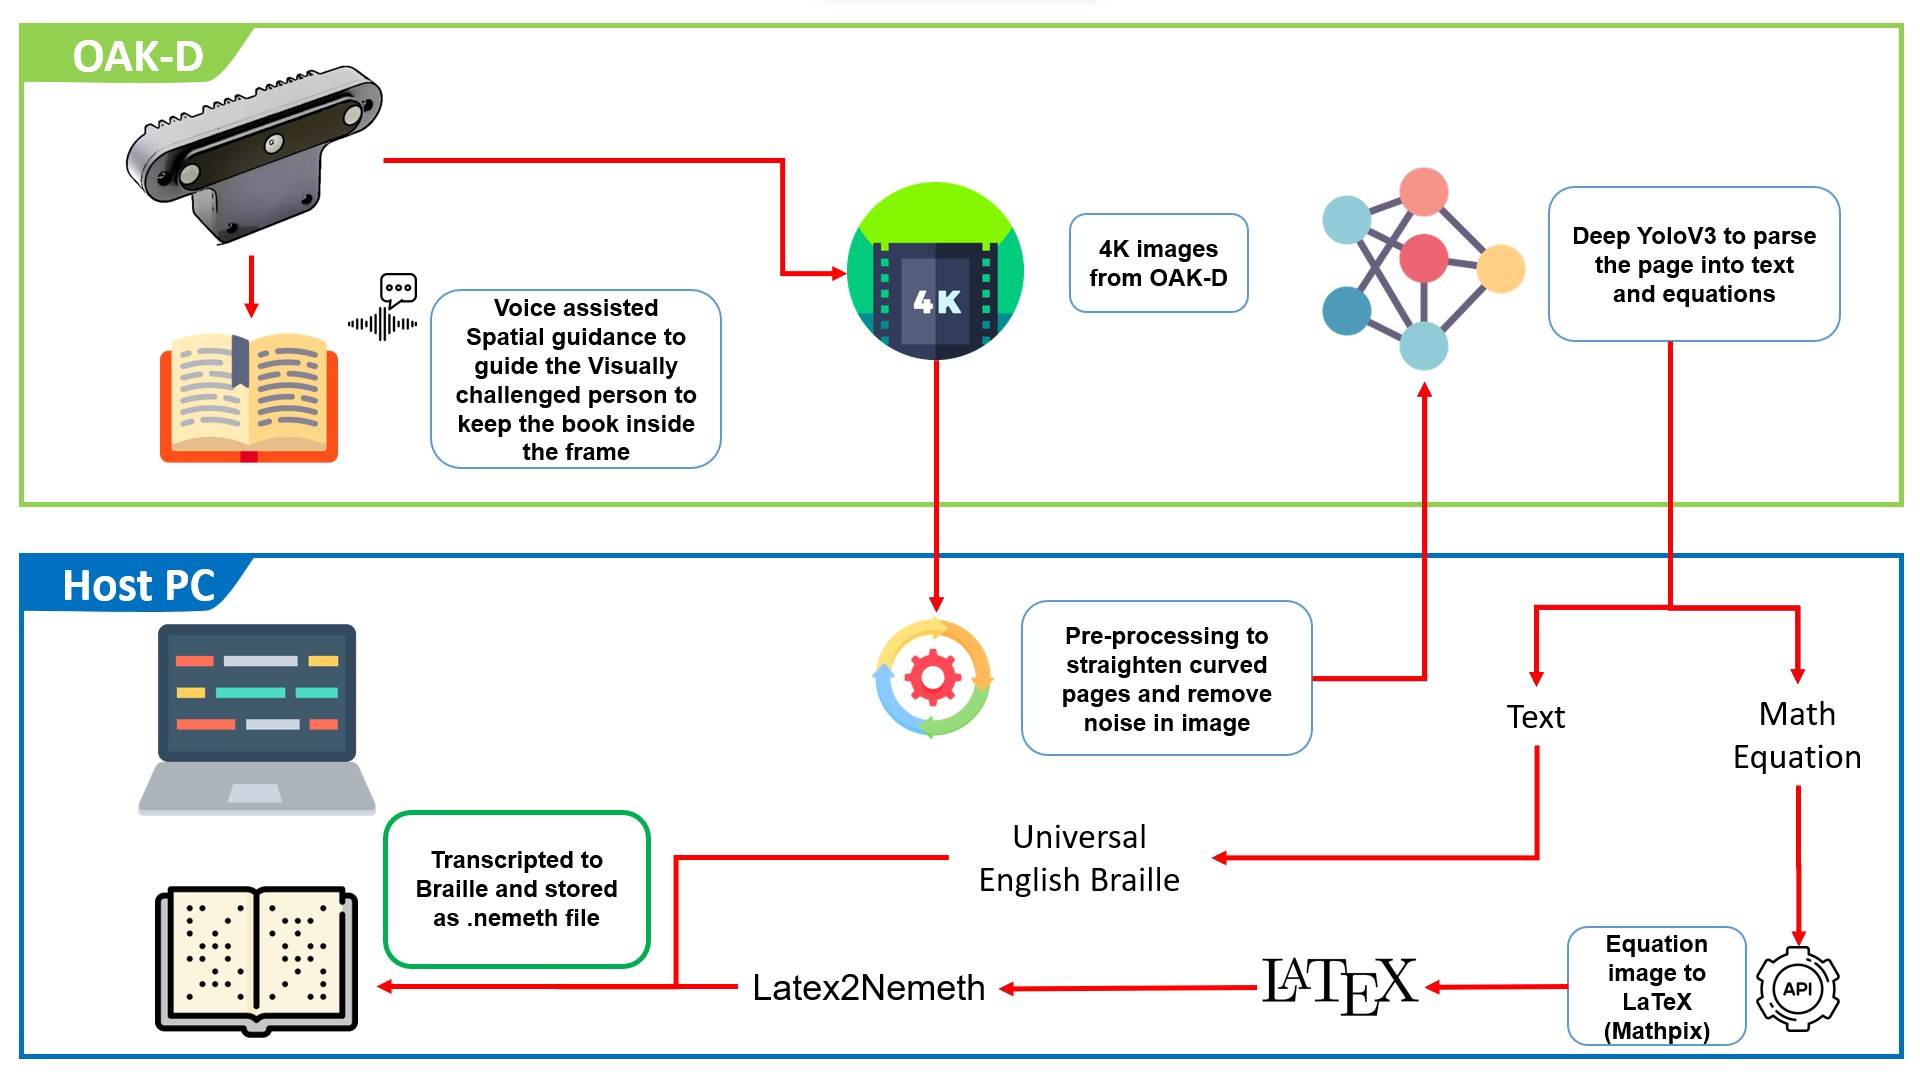 OAK-D
Voice assisted
Spatial guidance to
guide the Visually
challenged person to
keep the book inside
the frame
4K
4K images
from OAK-D
Deep YoloV3 to parse
the page into text
and equations
Host PC
Pre-processing to
straighten curved
pages and remove
noise in image
Text
Math
Equation
Universal
English Braille
Transcripted to
Braille and stored
as .nemeth file
Latex2Nemeth
LATEX
Equation
image to
LaTeX
(Mathpix)
API